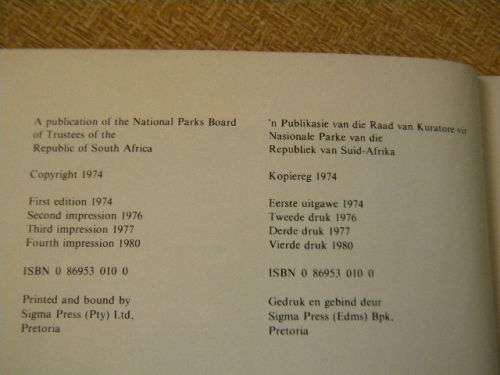 A publication of the National Parks Board
of Trustees of the
Republic of South Africa
Copyright 1974
First edition 1974
Second impression 1976
Third impression 1977
Fourth impression 1980
ISBN 0 86953 010 0
Printed and bound by
Sigma Press (Pty) Ltd,
Pretoria
'n Publikasie van die Raad van Kuratore vir
Nasionale Parke van die
Republiek van Suid-Afrika
Kopiereg 1974
Eerste uitgawe 1974
Tweede druk 1976
Derde druk 1977
Vierde druk 1980
ISBN 0 86953 010 0
Gedruk en gebind deur
Sigma Press (Edms) Bpk,
Pretoria